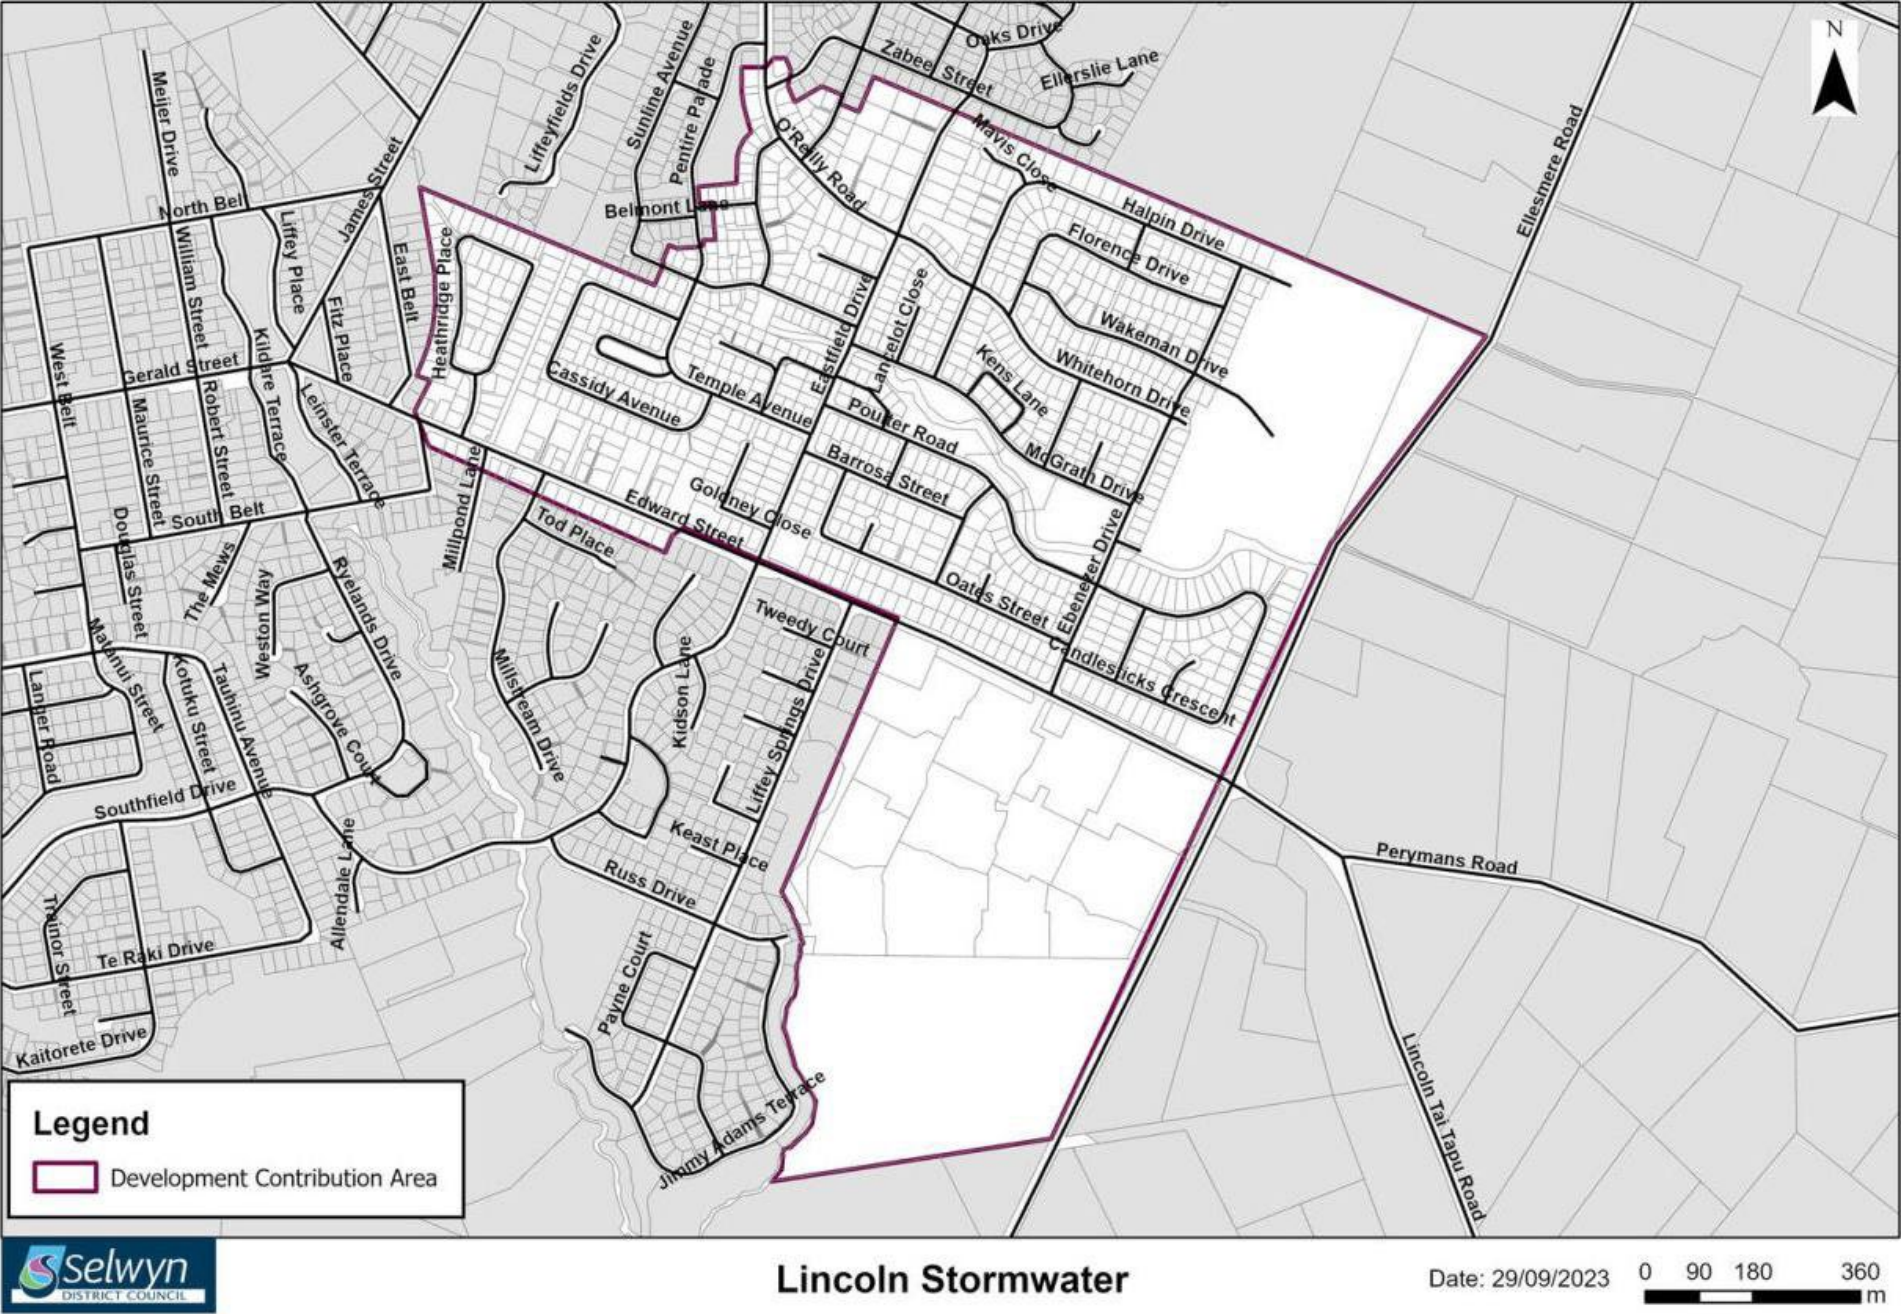 N
Oaks Drive
Zabee Street
Ellerslie Lane
Liffeyfields Drive
Sunline Avenue
Pentire Parade
Meijer Drive
Ellesmere Road
O'Reilly Road
Mavis Close
James Street
North Bel
Belmont Lane
Halpin Drive
Florence Drive
Liffey Place
William Street
East Belt
Heathridge Place
Eastfield Drive
Lancelot Close
Fitz Place
Wakeman Drive
Whitehorn Drive
Kens Lane
West Belt
Gerald Street
Kildare Terrace
Cassidy Avenue
Temple Avenue
Poulter Road
Maurice Street
Robert Street
Leinster Terrace
McGrath Drive
Barrosa Street
Goldney Close
Edward Street
Millpond Lane
South Belt
Tod Place
Douglas Street
The Mews
Ebenezer Drive
Oates Street
Weston Way
Ryelands Drive
Tweedy Court
Candlesticks Crescent
Matanui Street
Kotuku Street
Tauhinu Avenue
Langer Road
Ashgrove Court
Millstream Drive
Kidson Lane
Liffey Springs Drive
Southfield Drive
Keast Place
Perymans Road
Allendale Lane
Russ Drive
Trainor Street
Te Raki Drive
Payne Court
Kaitorete Drive
Jimmy Adams Terrace
Lincoln Tai Tapu Road
Legend
Development Contribution Area
Selwyn
DISTRICT COUNCIL
Lincoln Stormwater
Date: 29/09/2023
0 90 180 360
m